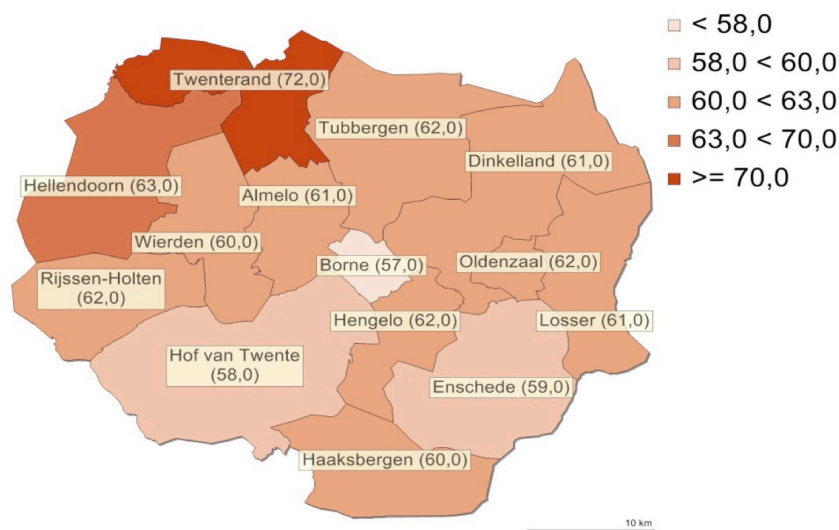 < 58,0
58,0 < 60,0
60,0 < 63,0
63,0 < 70,0
>= 70,0
Twenterand (72,0)
Tubbergen (62,0)
Dinkelland (61,0)
Hellendoorn (63,0)
Almelo (61,0)
Wierden (60,0)
Borne (57,0)
Oldenzaal (62,0)
Rijssen-Holten
(62,0)
Hengelo (62,0)
Losser (61,0)
Hof van Twente
(58,0)
Enschede (59,0)
Haaksbergen (60,0)
10 km